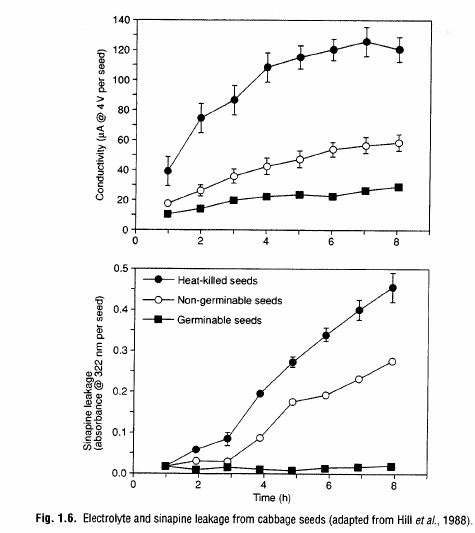 140
120
100
80
60
40
20
0
Conductivity (μA @ 4 V per seed)
0 2 4 6 8
0.5
0.4
0.3
0.2
0.1
0.0
Sinapine leakage
(absorbance @ 322 nm per seed)
Heat-killed seeds
Non-germinable seeds
Germinable seeds
0 2 4 6 8
Time (h)
Fig. 1.6. Electrolyte and sinapine leakage from cabbage seeds (adapted from Hill et al., 1988).